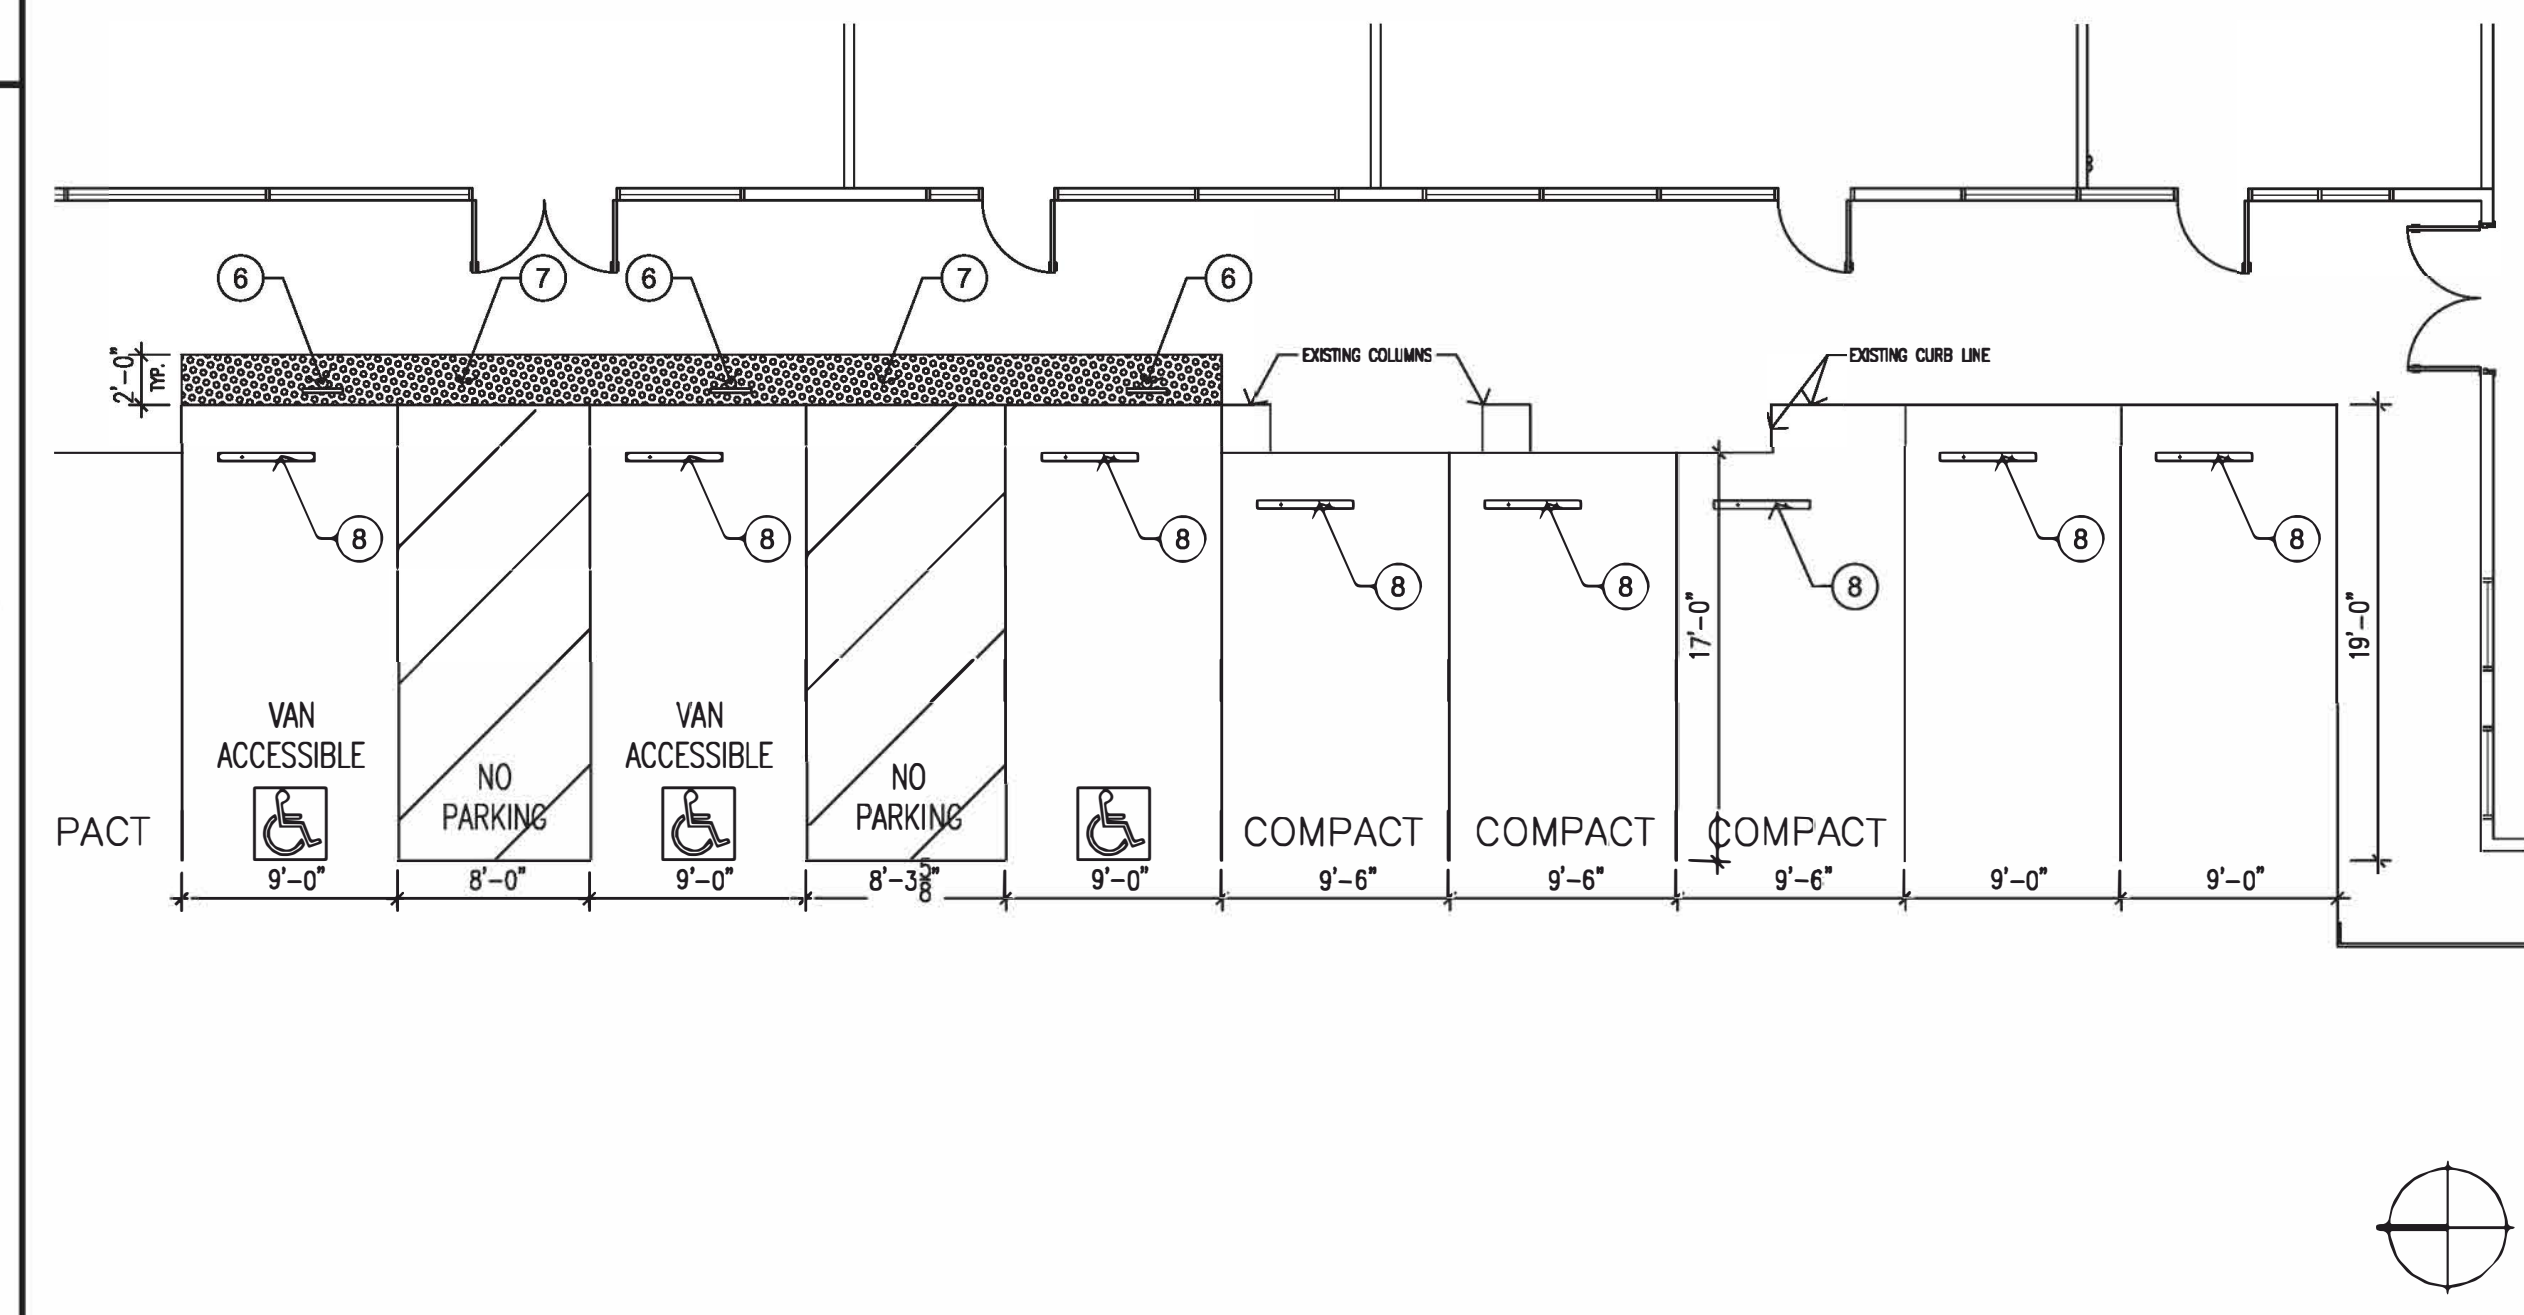 6
7
6
7
6
2'-0"
TYP.
EXISTING COLUMNS
EXISTING CURB LINE
8
8
8
8
8
8
8
8
17'-0"
19'-0"
VAN
ACCESSIBLE
NO
PARKING
VAN
ACCESSIBLE
NO
PARKING
PACT
COMPACT
COMPACT
COMPACT
9'-0"
8'-0"
9'-0"
8'-3 5/8"
9'-0"
9'-6"
9'-6"
9'-6"
9'-0"
9'-0"